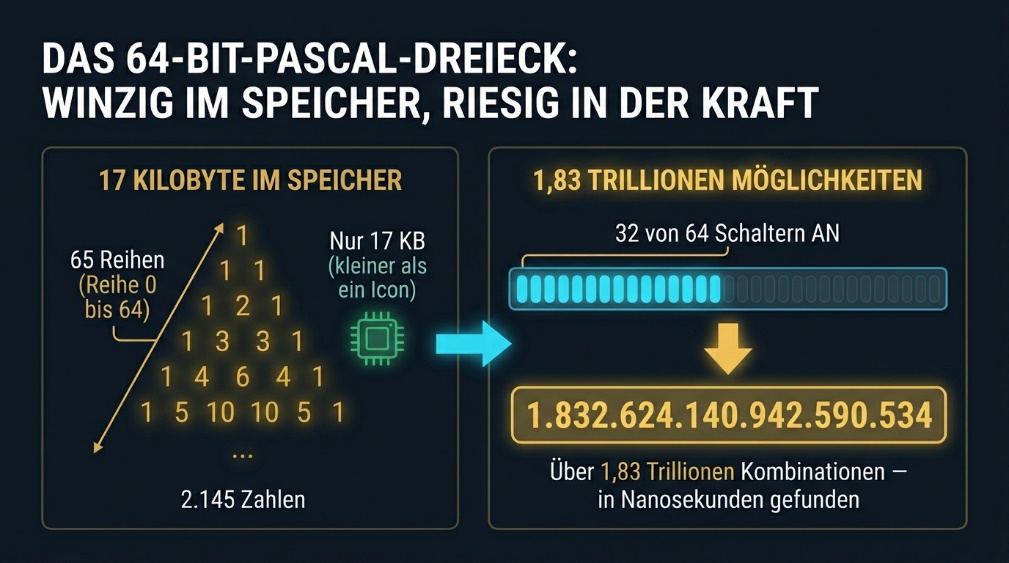 DAS 64-BIT-PASCAL-DREIECK:
WINZIG IM SPEICHER, RIESIG IN DER KRAFT
17 KILOBYTE IM SPEICHER
65 Reihen
(Reihe 0
bis 64)
1
1 1
1 2 1
1 3 3 1
1 4 6 4 1
1 5 10 10 5 1
...
Nur 17 KB
(kleiner als
ein Icon)
2.145 Zahlen
1,83 TRILLIONEN MÖGLICHKEITEN
32 von 64 Schaltern AN
1.832.624.140.942.590.534
Über 1,83 Trillionen Kombinationen —
in Nanosekunden gefunden